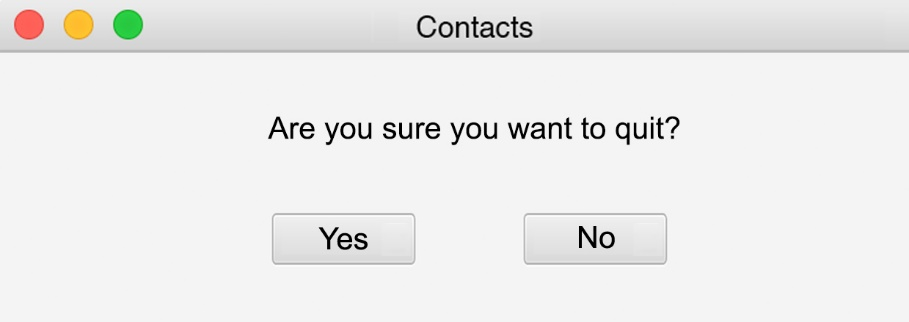 Contacts
Are you sure you want to quit?
Yes
No